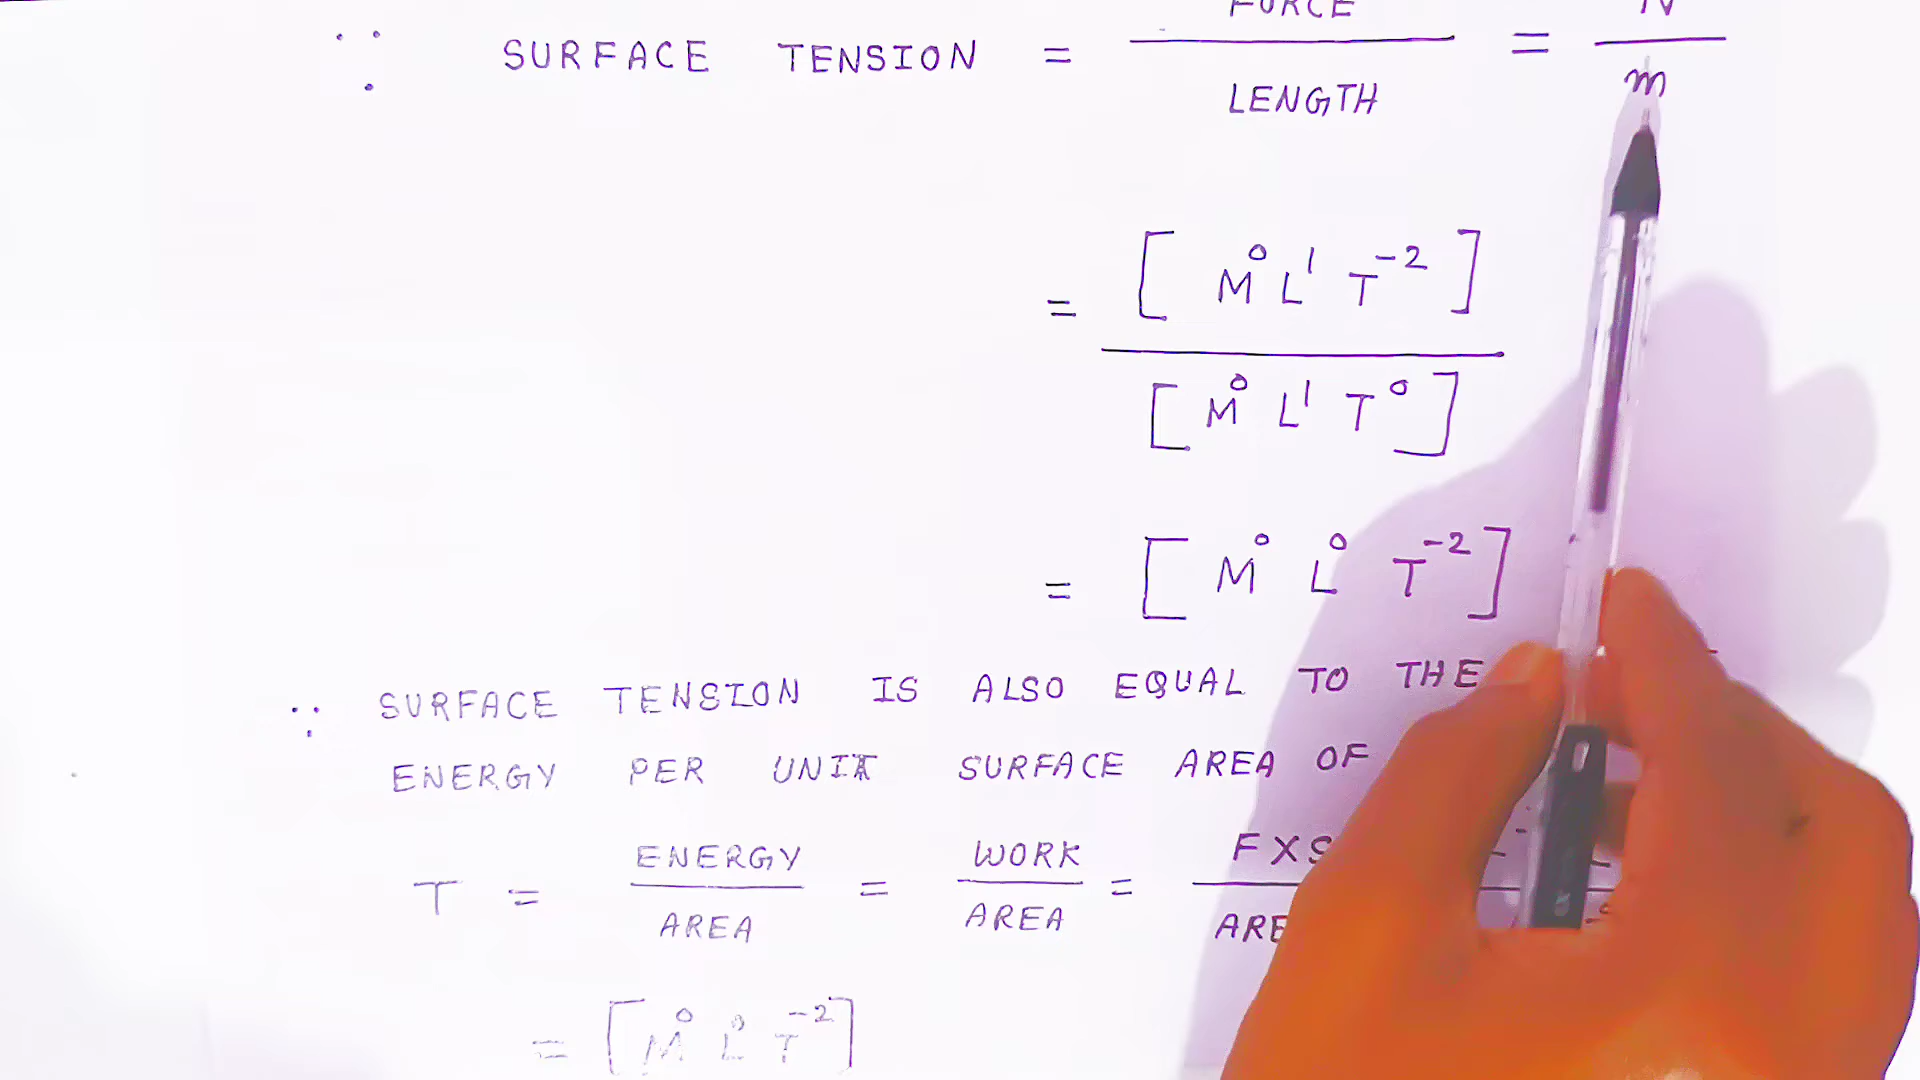 ∵ SURFACE TENSION = FORCE / LENGTH = N / m
= [ M⁰ L¹ T⁻² ] / [ M⁰ L¹ T⁰ ]
= [ M⁰ L⁰ T⁻² ]
∵ SURFACE TENSION IS ALSO EQUAL TO THE
ENERGY PER UNIT SURFACE AREA OF
T = ENERGY / AREA = WORK / AREA = F X S / ARE
= [ M⁰ L⁰ T⁻² ]